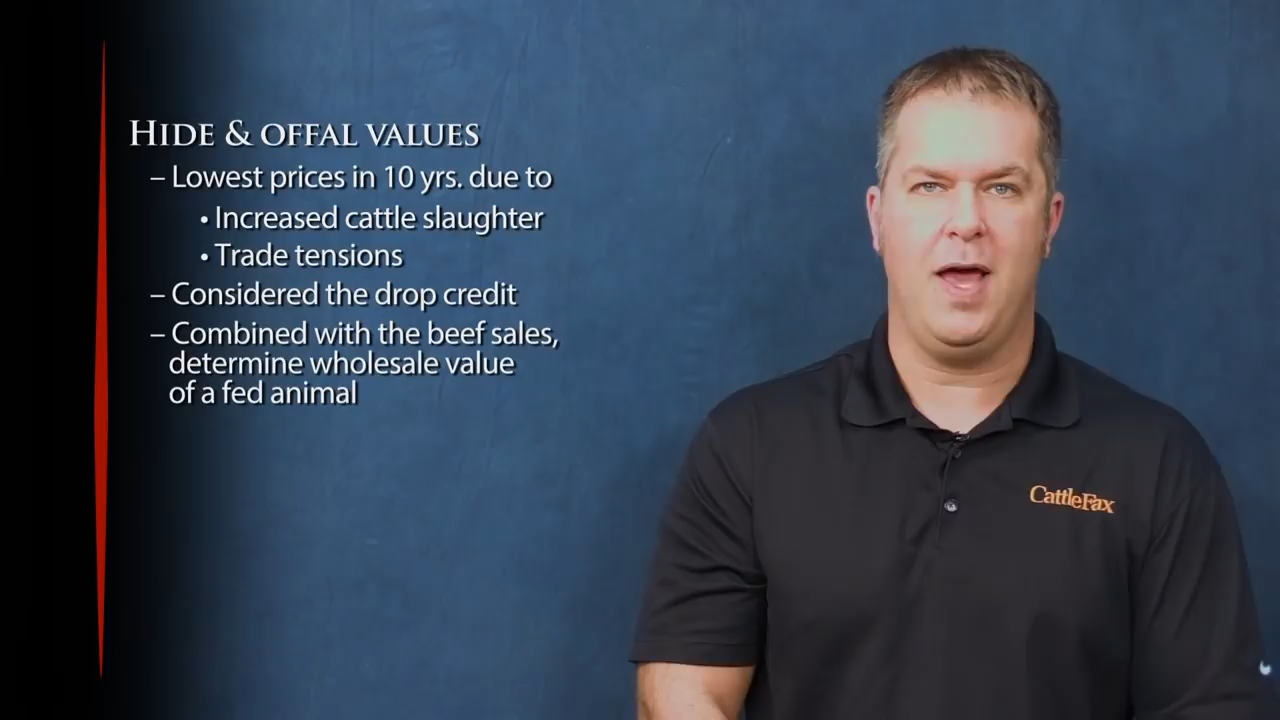 HIDE & OFFAL VALUES
– Lowest prices in 10 yrs. due to
• Increased cattle slaughter
• Trade tensions
– Considered the drop credit
– Combined with the beef sales,
determine wholesale value
of a fed animal
CattleFax